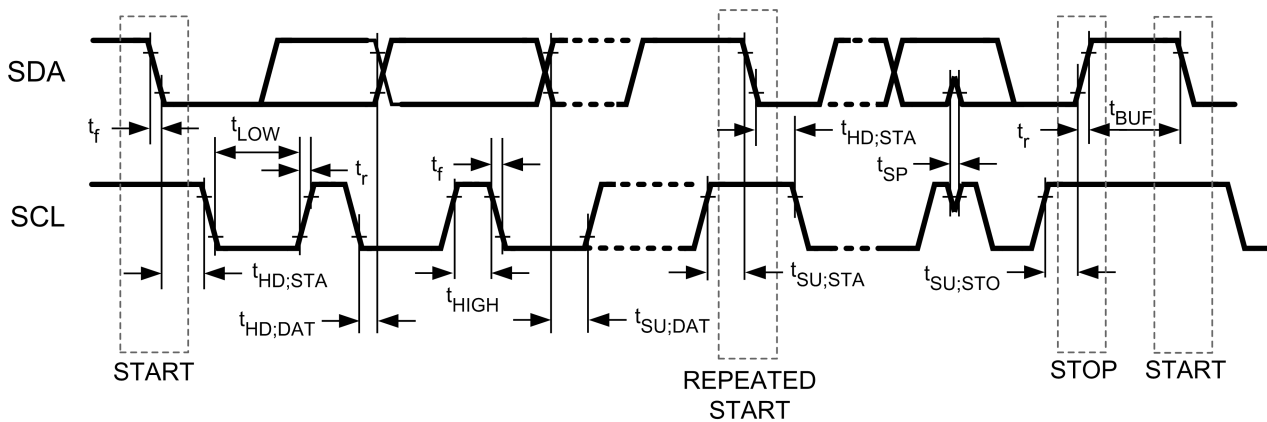 SDA
t_f
t_LOW
t_r
t_f
t_HD;STA
t_SP
t_r
t_BUF
SCL
t_HD;STA
t_HD;DAT
t_HIGH
t_SU;DAT
t_SU;STA
t_SU;STO
START
REPEATED
START
STOP
START